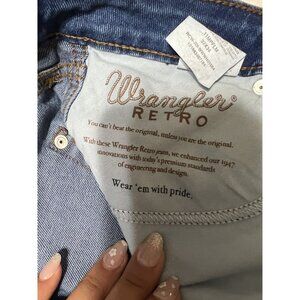 Wrangler
RETRO
You can't beat the original, unless you are the original.
With these Wrangler Retro jeans, we enhanced our 1947
innovations with today's premium standards
of engineering and design.
Wear 'em with pride.